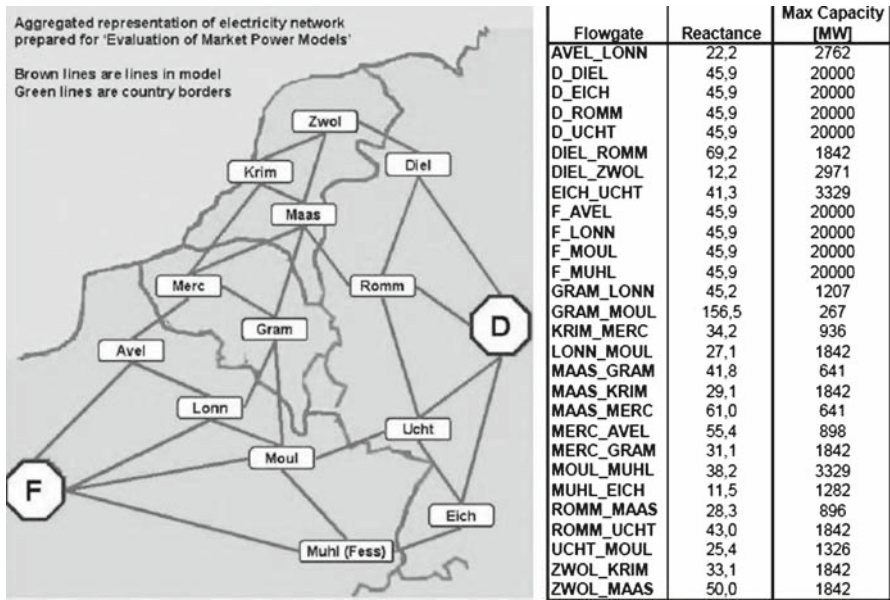 Aggregated representation of electricity network
prepared for 'Evaluation of Market Power Models'
Brown lines are lines in model
Green lines are country borders
Zwol
Krim
Diel
Maas
Merc
Romm
Gram
D
Avel
Lonn
Ucht
Moul
F
Eich
Muhl (Fess)
Flowgate Reactance Max Capacity [MW]
AVEL_LONN 22,2 2762
D_DIEL 45,9 20000
D_EICH 45,9 20000
D_ROMM 45,9 20000
D_UCHT 45,9 20000
DIEL_ROMM 69,2 1842
DIEL_ZWOL 12,2 2971
EICH_UCHT 41,3 3329
F_AVEL 45,9 20000
F_LONN 45,9 20000
F_MOUL 45,9 20000
F_MUHL 45,9 20000
GRAM_LONN 45,2 1207
GRAM_MOUL 156,5 267
KRIM_MERC 34,2 936
LONN_MOUL 27,1 1842
MAAS_GRAM 41,8 641
MAAS_KRIM 29,1 1842
MAAS_MERC 61,0 641
MERC_AVEL 55,4 898
MERC_GRAM 31,1 1842
MOUL_MUHL 38,2 3329
MUHL_EICH 11,5 1282
ROMM_MAAS 28,3 896
ROMM_UCHT 43,0 1842
UCHT_MOUL 25,4 1326
ZWOL_KRIM 33,1 1842
ZWOL_MAAS 50,0 1842